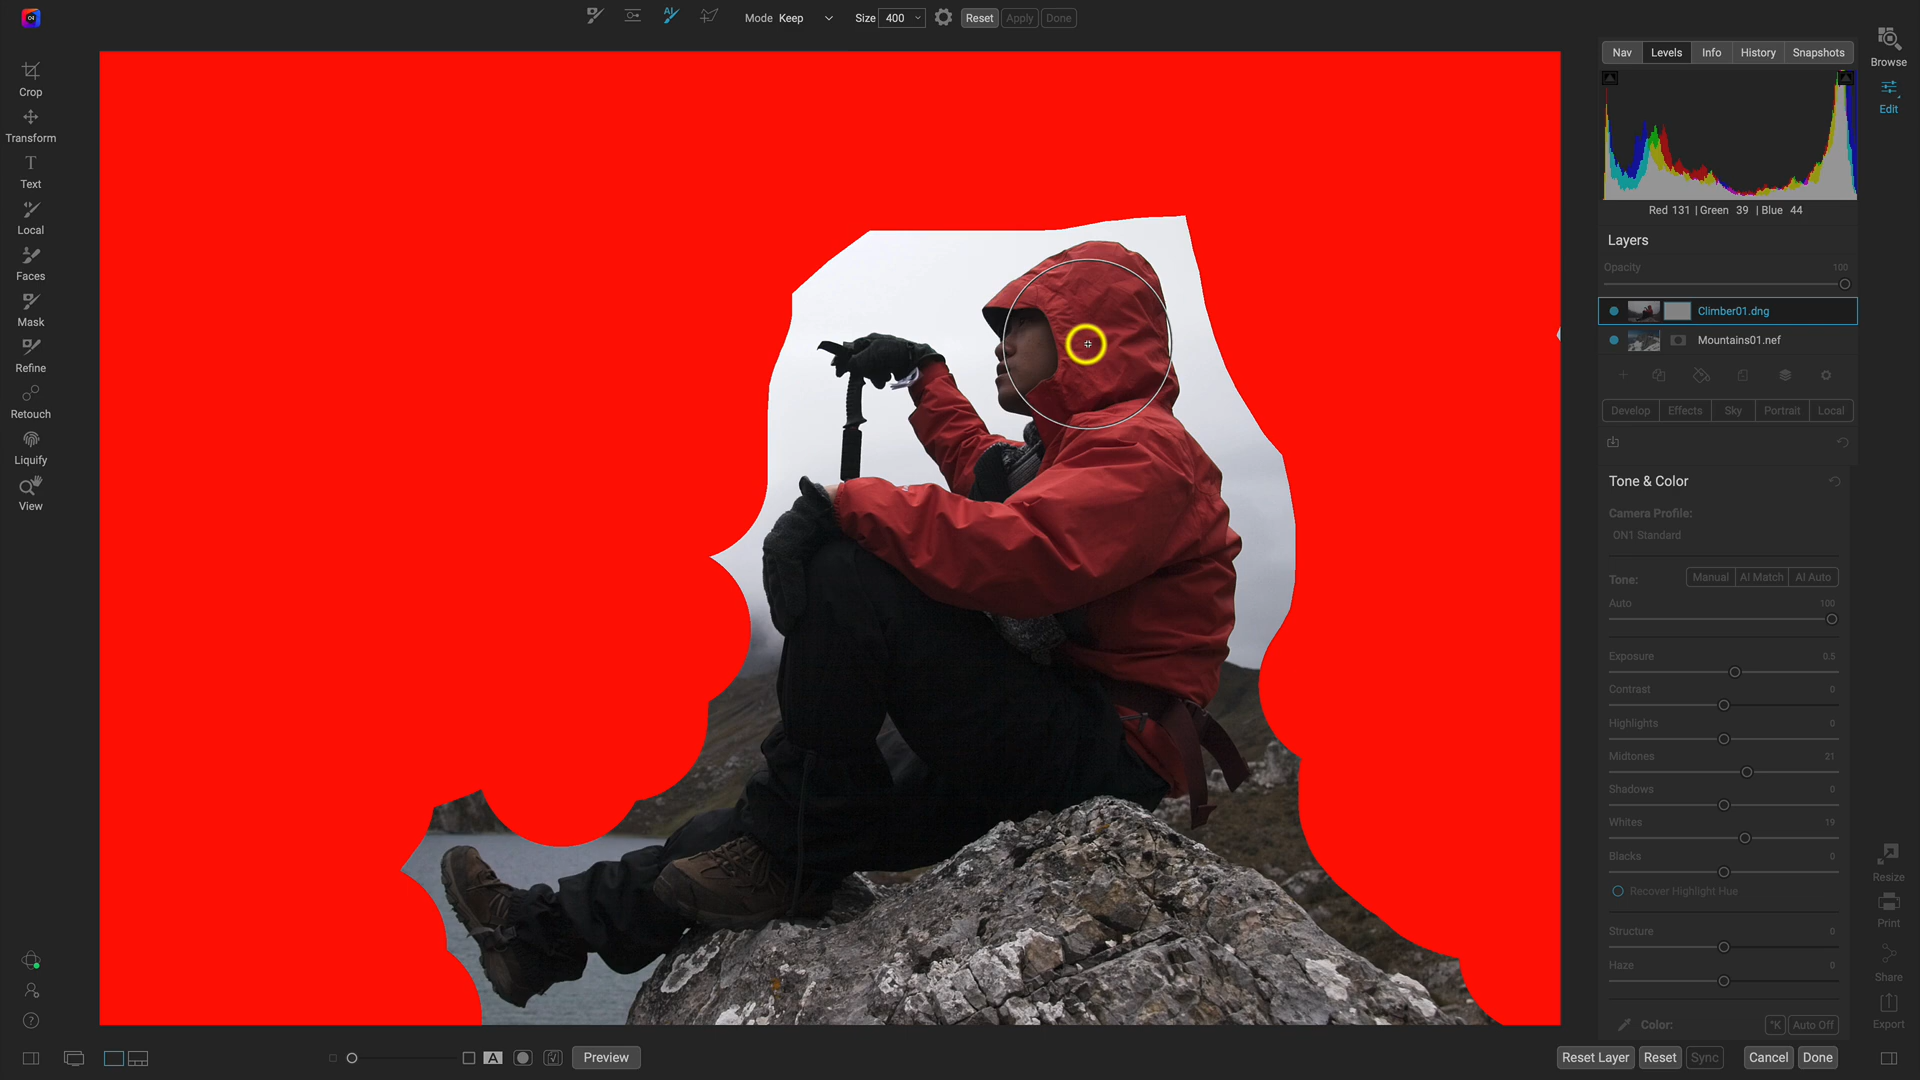 Mode Keep Size 400 Reset Apply Done
Crop
Transform
Text
Local
Faces
Mask
Refine
Retouch
Liquify
View
Nav Levels Info History Snapshots
Red 131 | Green 39 | Blue 44
Layers
Opacity 100
Climber01.dng
Mountains01.nef
Develop Effects Sky Portrait Local
Tone & Color
Camera Profile:
ON1 Standard
Tone: Manual AI Match AI Auto
Auto 100
Exposure 0.5
Contrast 0
Highlights 0
Midtones 21
Shadows 0
Whites 19
Blacks 0
Recover Highlight Hue
Structure 0
Haze 0
Color: °K Auto Off
Browse
Edit
Resize
Print
Share
Export
A Preview
Reset Layer Reset Sync Cancel Done